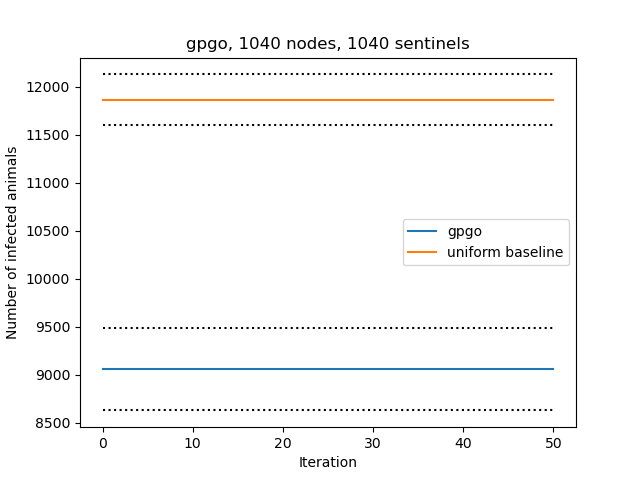 gpgo, 1040 nodes, 1040 sentinels
Number of infected animals
12000
11500
11000
10500
10000
9500
9000
8500
gpgo
uniform baseline
0 10 20 30 40 50
Iteration